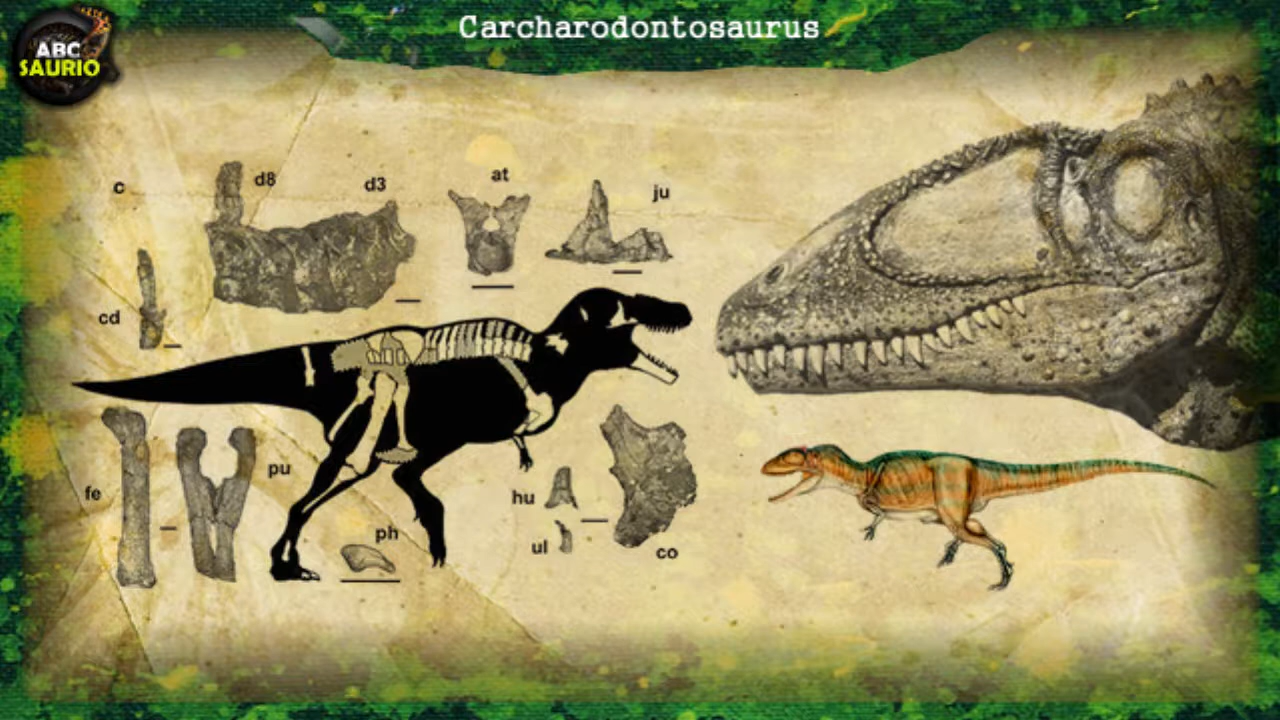 Carcharodontosaurus
ABC
SAURIO
c
d8
d3
at
ju
cd
fe
pu
ph
hu
ul
co